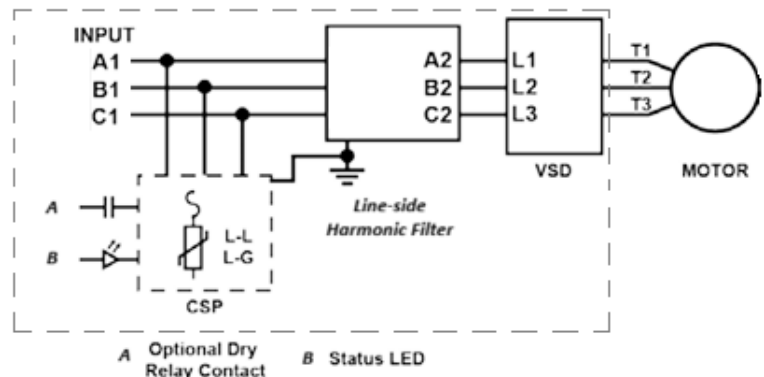 INPUT
A1 A2 L1 T1
B1 B2 L2 T2
C1 C2 L3 T3
VSD MOTOR
Line-side
Harmonic Filter
A
B
L-L
L-G
CSP
A Optional Dry
Relay Contact
B Status LED